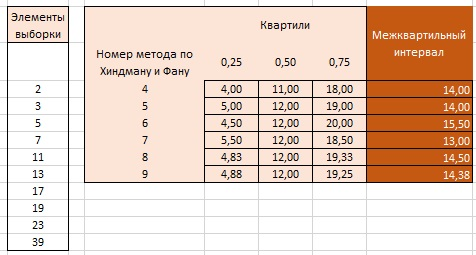 Элементы
выборки
Квартили
Межквартильный
интервал
Номер метода по
Хиндману и Фану
0,25 0,50 0,75
2 4 4,00 11,00 18,00 14,00
3 5 5,00 12,00 19,00 14,00
5 6 4,50 12,00 20,00 15,50
7 7 5,50 12,00 18,50 13,00
11 8 4,83 12,00 19,33 14,50
13 9 4,88 12,00 19,25 14,38
17
19
23
39